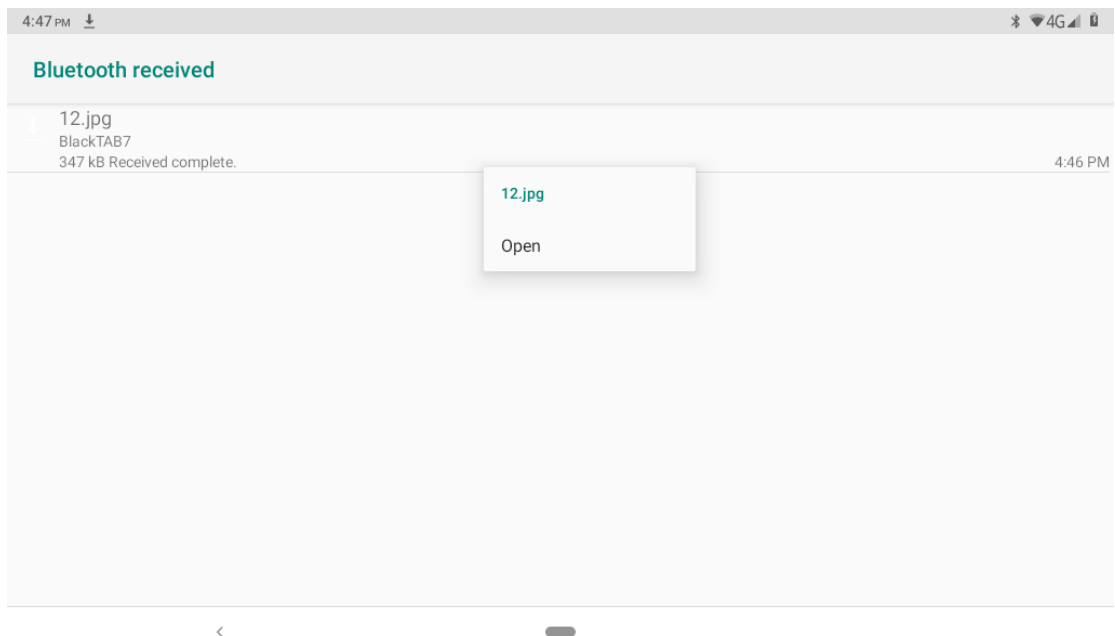 4:47 PM 4G
Bluetooth received
12.jpg
BlackTAB7
347 kB Received complete. 4:46 PM
12.jpg
Open